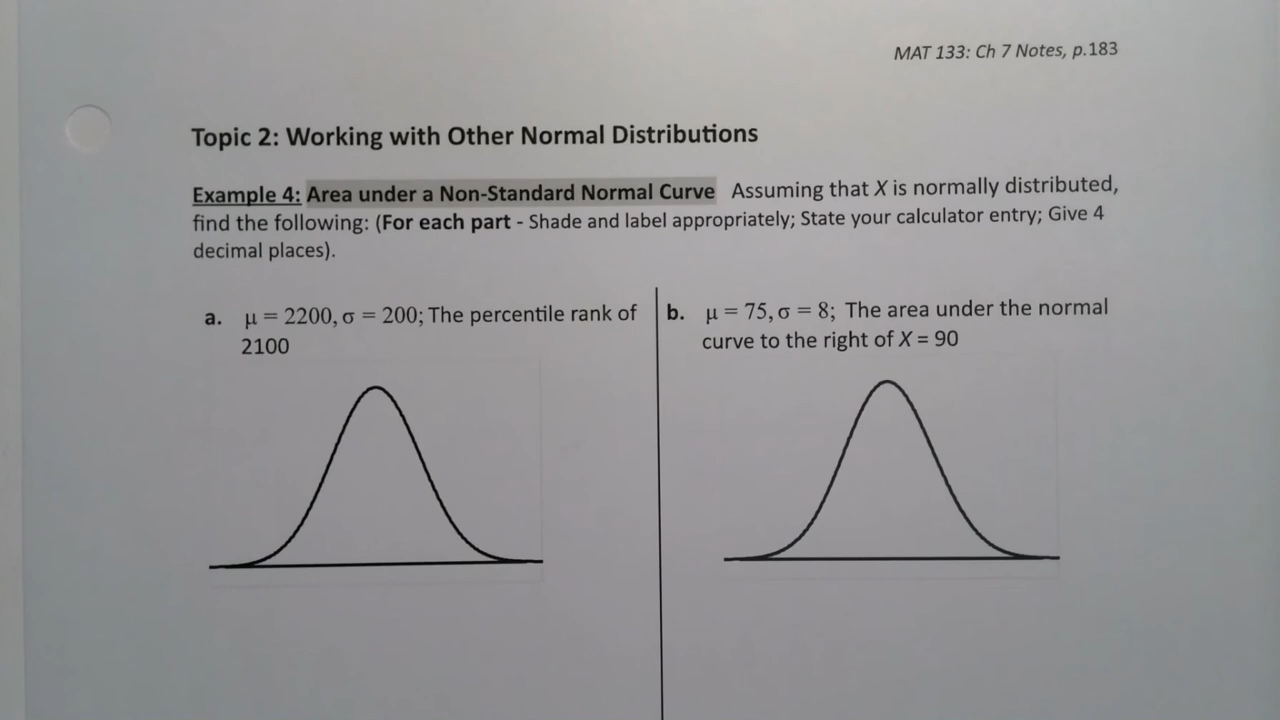 MAT 133: Ch 7 Notes, p.183
Topic 2: Working with Other Normal Distributions
Example 4: Area under a Non-Standard Normal Curve Assuming that X is normally distributed,
find the following: (For each part - Shade and label appropriately; State your calculator entry; Give 4
decimal places).
a. μ = 2200, σ = 200; The percentile rank of
2100
b. μ = 75, σ = 8; The area under the normal
curve to the right of X = 90